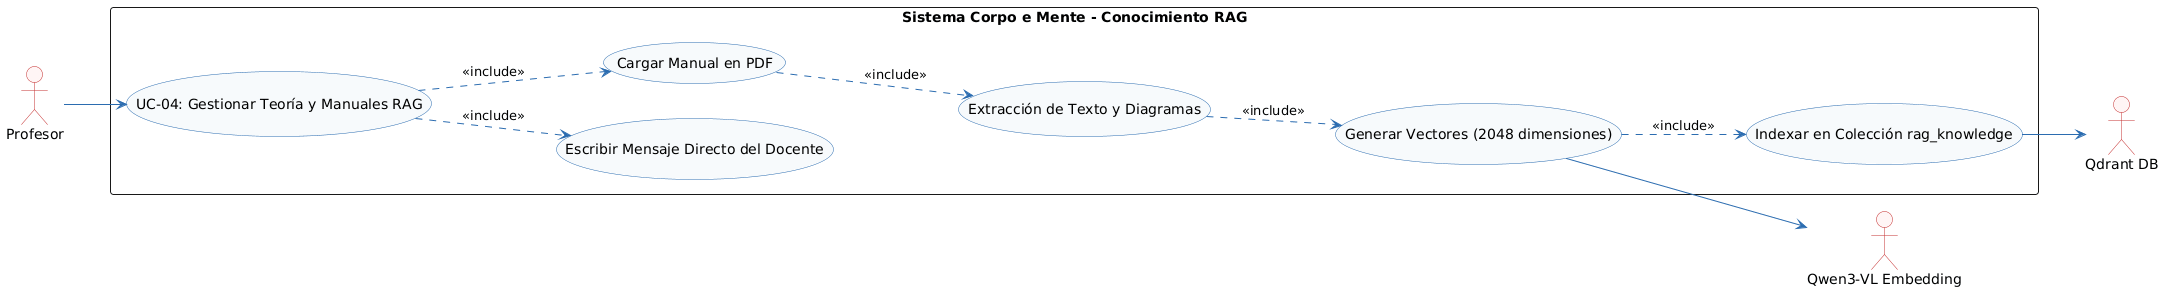 Sistema Corpo e Mente - Conocimiento RAG
Profesor
UC-04: Gestionar Teoría y Manuales RAG
«include»
«include»
Cargar Manual en PDF
Escribir Mensaje Directo del Docente
«include»
Extracción de Texto y Diagramas
«include»
Generar Vectores (2048 dimensiones)
«include»
Indexar en Colección rag_knowledge
Qdrant DB
Qwen3-VL Embedding